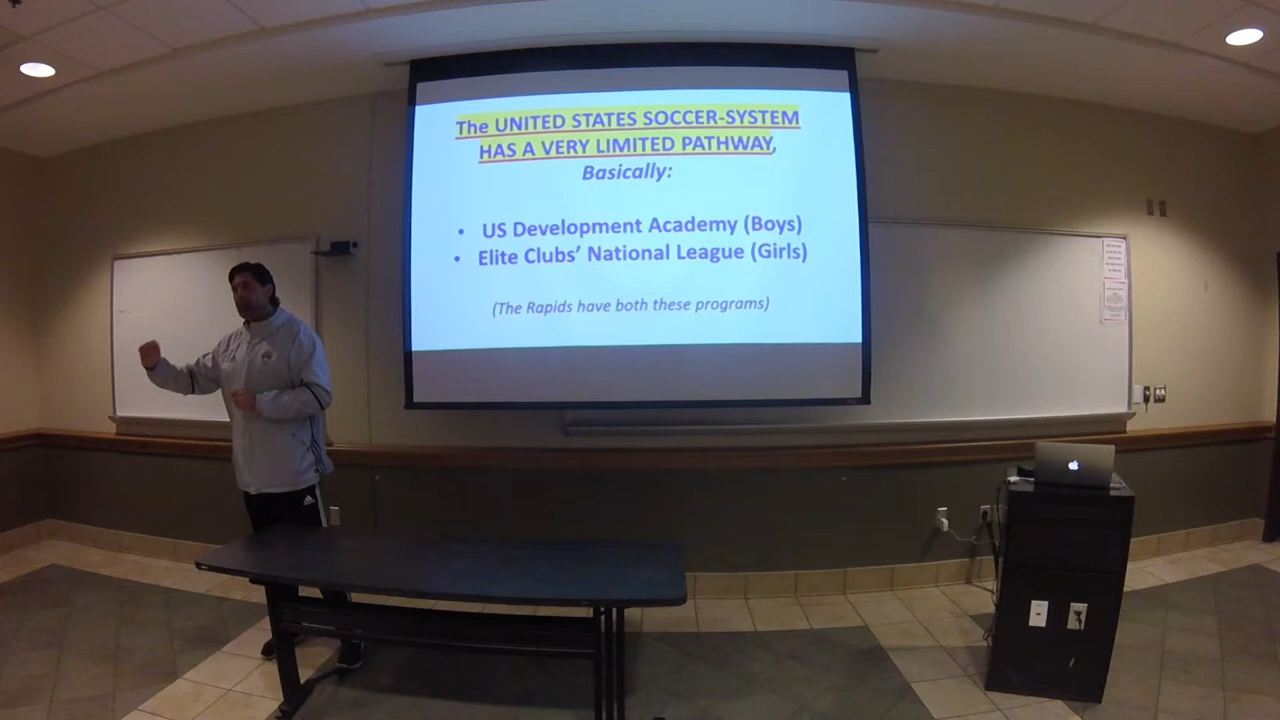 The UNITED STATES SOCCER-SYSTEM
HAS A VERY LIMITED PATHWAY,
Basically:
• US Development Academy (Boys)
• Elite Clubs’ National League (Girls)
(The Rapids have both these programs)